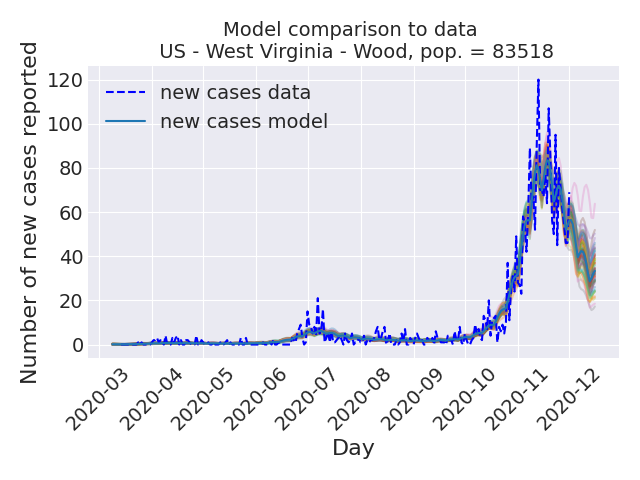 Model comparison to data
US - West Virginia - Wood, pop. = 83518
new cases data
new cases model
Number of new cases reported
120
100
80
60
40
20
0
2020-03
2020-04
2020-05
2020-06
2020-07
2020-08
2020-09
2020-10
2020-11
2020-12
Day